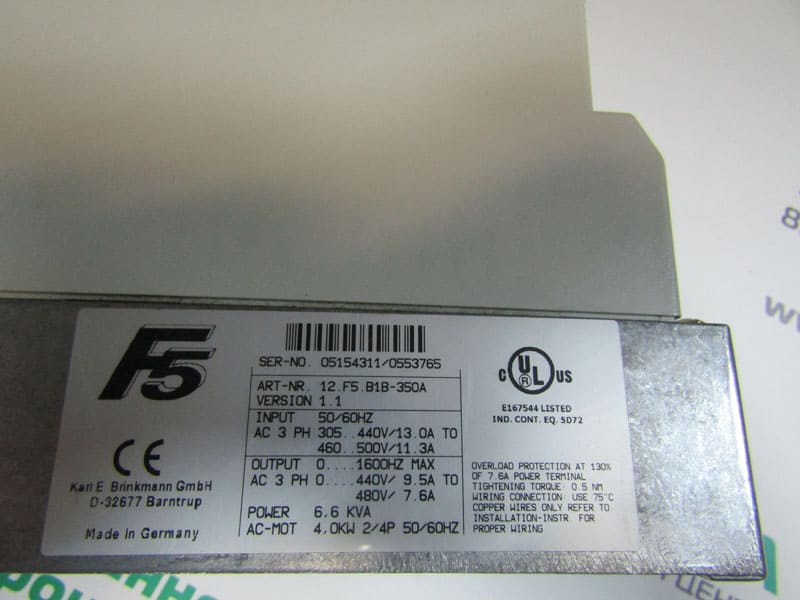 F5
SER-NO. 05154311/0553765
ART-NR. 12.F5.B1B-350A
VERSION 1.1
INPUT 50/60HZ
AC 3 PH 305..440V/13.0A TO
460..500V/11.3A
OUTPUT 0....1600HZ MAX
AC 3 PH 0...440V/ 9.5A TO
480V/ 7.6A
POWER 6,6 KVA
AC-MOT 4,0KW 2/4P 50/60HZ
CE
Karl E. Brinkmann GmbH
D-32677 Barntrup
Made in Germany
C UL US
®
E167544 LISTED
IND. CONT. EQ. 5072
OVERLOAD PROTECTION AT 130%
OF 7.6A POWER TERMINAL
TIGHTENING TORQUE: 0.5 NM
WIRING CONNECTION: USE 75°C
COPPER WIRES ONLY REFER TO
INSTALLATION-INSTR. FOR
PROPER WIRING